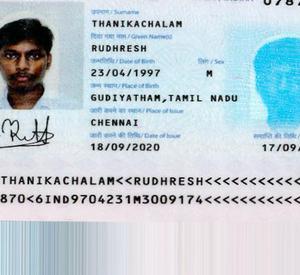 उपनाम / Surname
THANIKACHALAM
दिया गया नाम / Given Name(s)
RUDHRESH
जन्मतिथि / Date of Birth लिंग / Sex
23/04/1997 M
जन्म स्थान / Place of Birth
GUDIYATHAM,TAMIL NADU
जारी करने का स्थान / Place of Issue
CHENNAI
जारी करने की तिथि / Date of Issue समाप्ति की तिथि
18/09/2020 17/09/
THANIKACHALAM<<RUDHRESH<<<<<<<<<
870<6IND9704231M3009174<<<<<<<<<